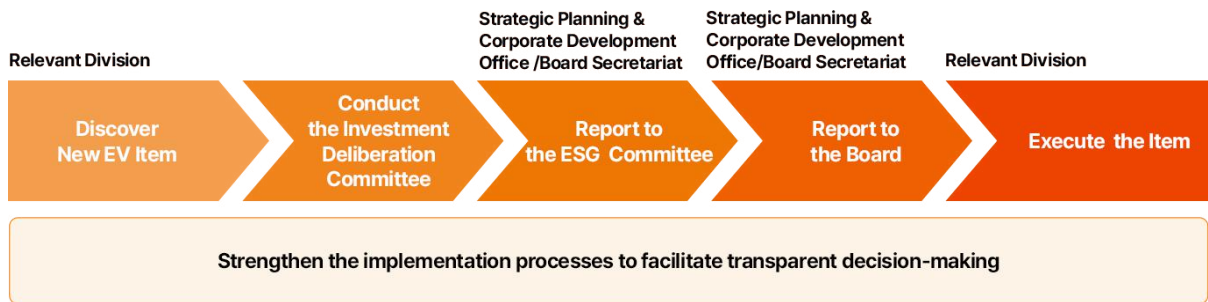 Relevant Division
Strategic Planning &
Corporate Development
Office /Board Secretariat
Strategic Planning &
Corporate Development
Office/Board Secretariat
Relevant Division
Discover
New EV Item
Conduct
the Investment
Deliberation
Committee
Report to
the ESG Committee
Report to
the Board
Execute the Item
Strengthen the implementation processes to facilitate transparent decision-making